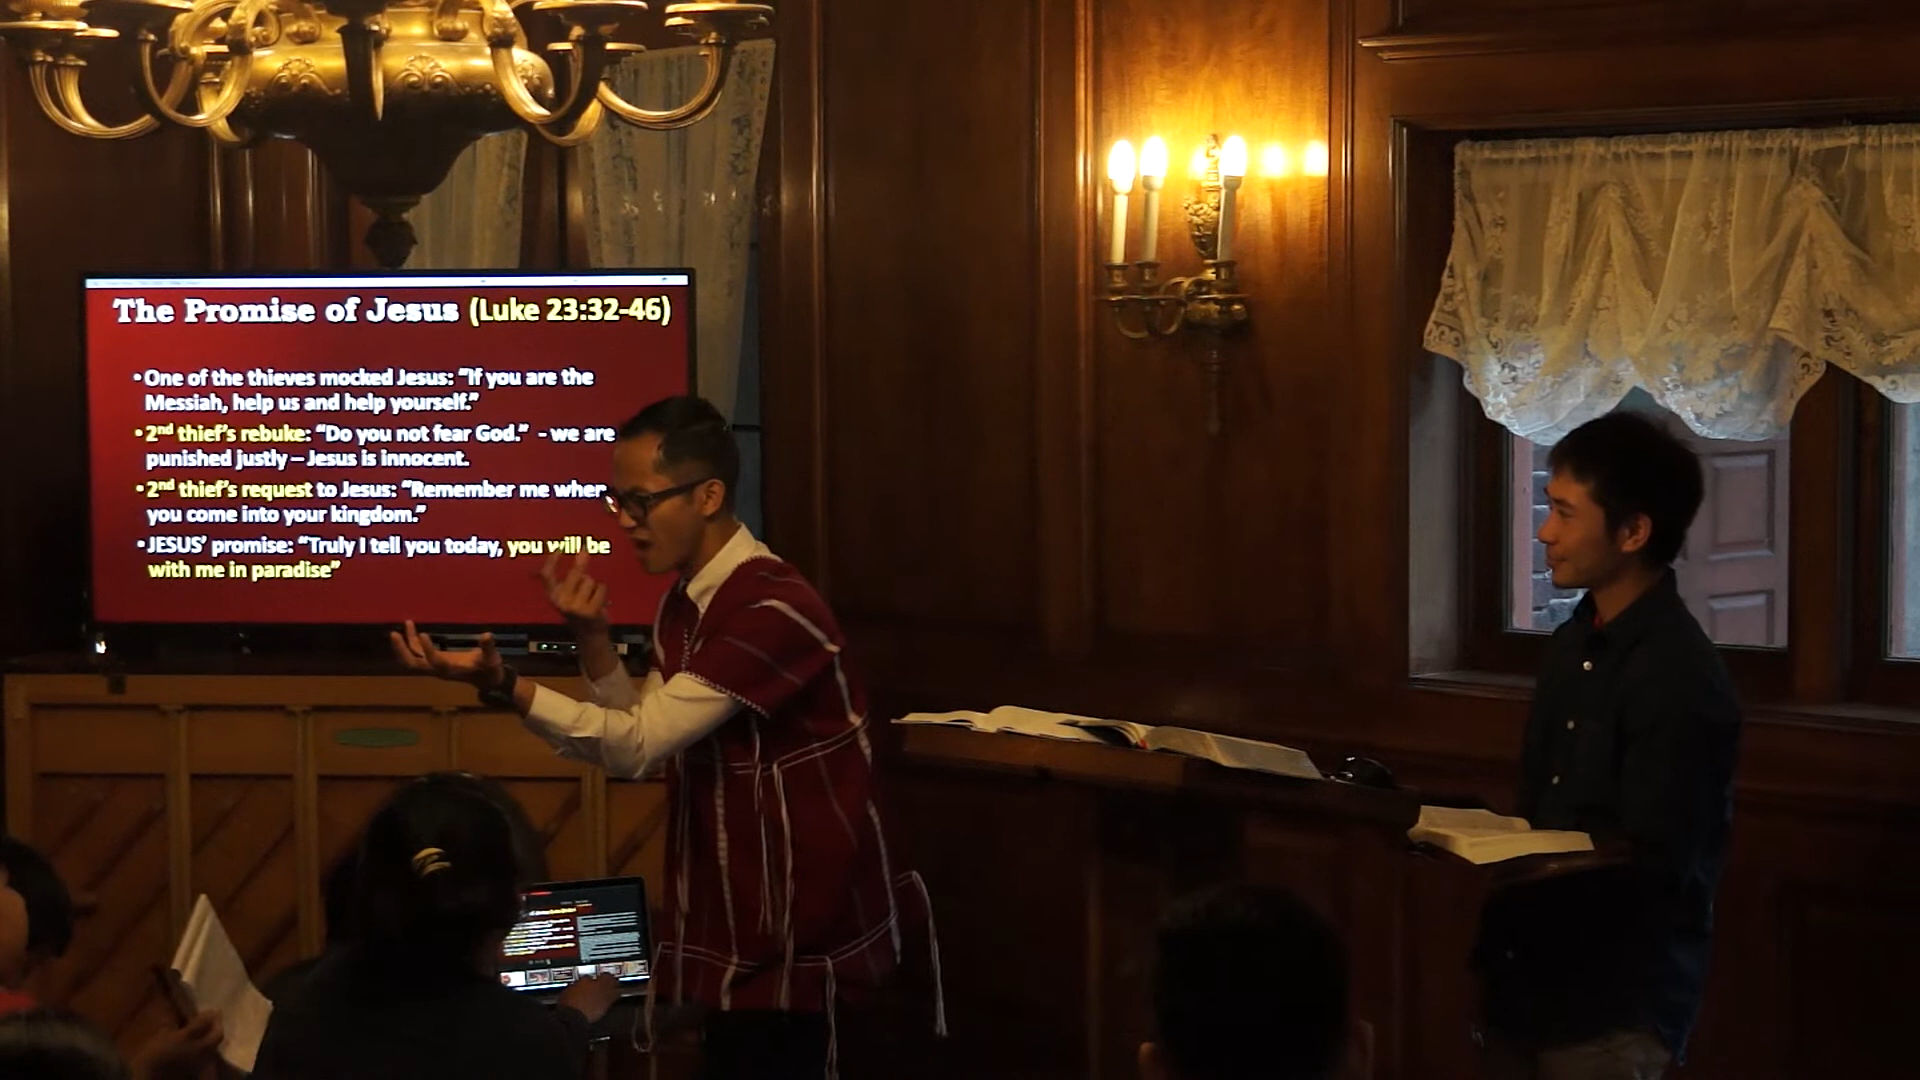 The Promise of Jesus (Luke 23:32-46)
• One of the thieves mocked Jesus: "If you are the
Messiah, help us and help yourself."
• 2nd thief's rebuke: "Do you not fear God." - we are
punished justly – Jesus is innocent.
• 2nd thief's request to Jesus: "Remember me when
you come into your kingdom."
• JESUS' promise: "Truly I tell you today, you will be
with me in paradise"